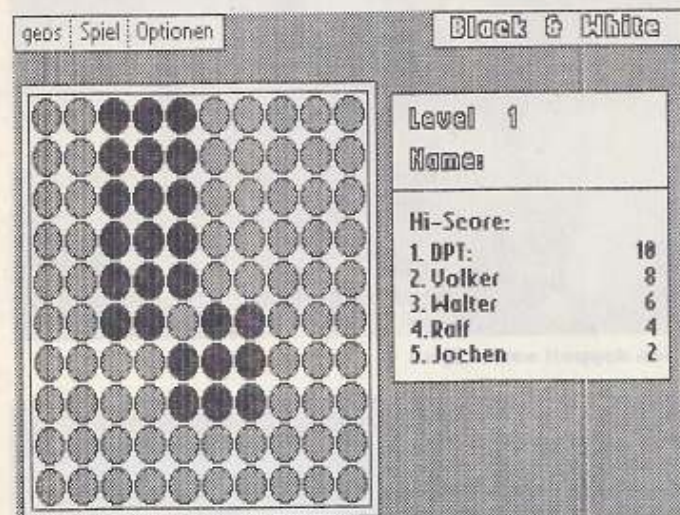 geos Spiel Optionen
Black & White
Level 1
Name:
Hi-Score:
1. DPT: 10
2. Volker 8
3. Walter 6
4. Ralf 4
5. Jochen 2